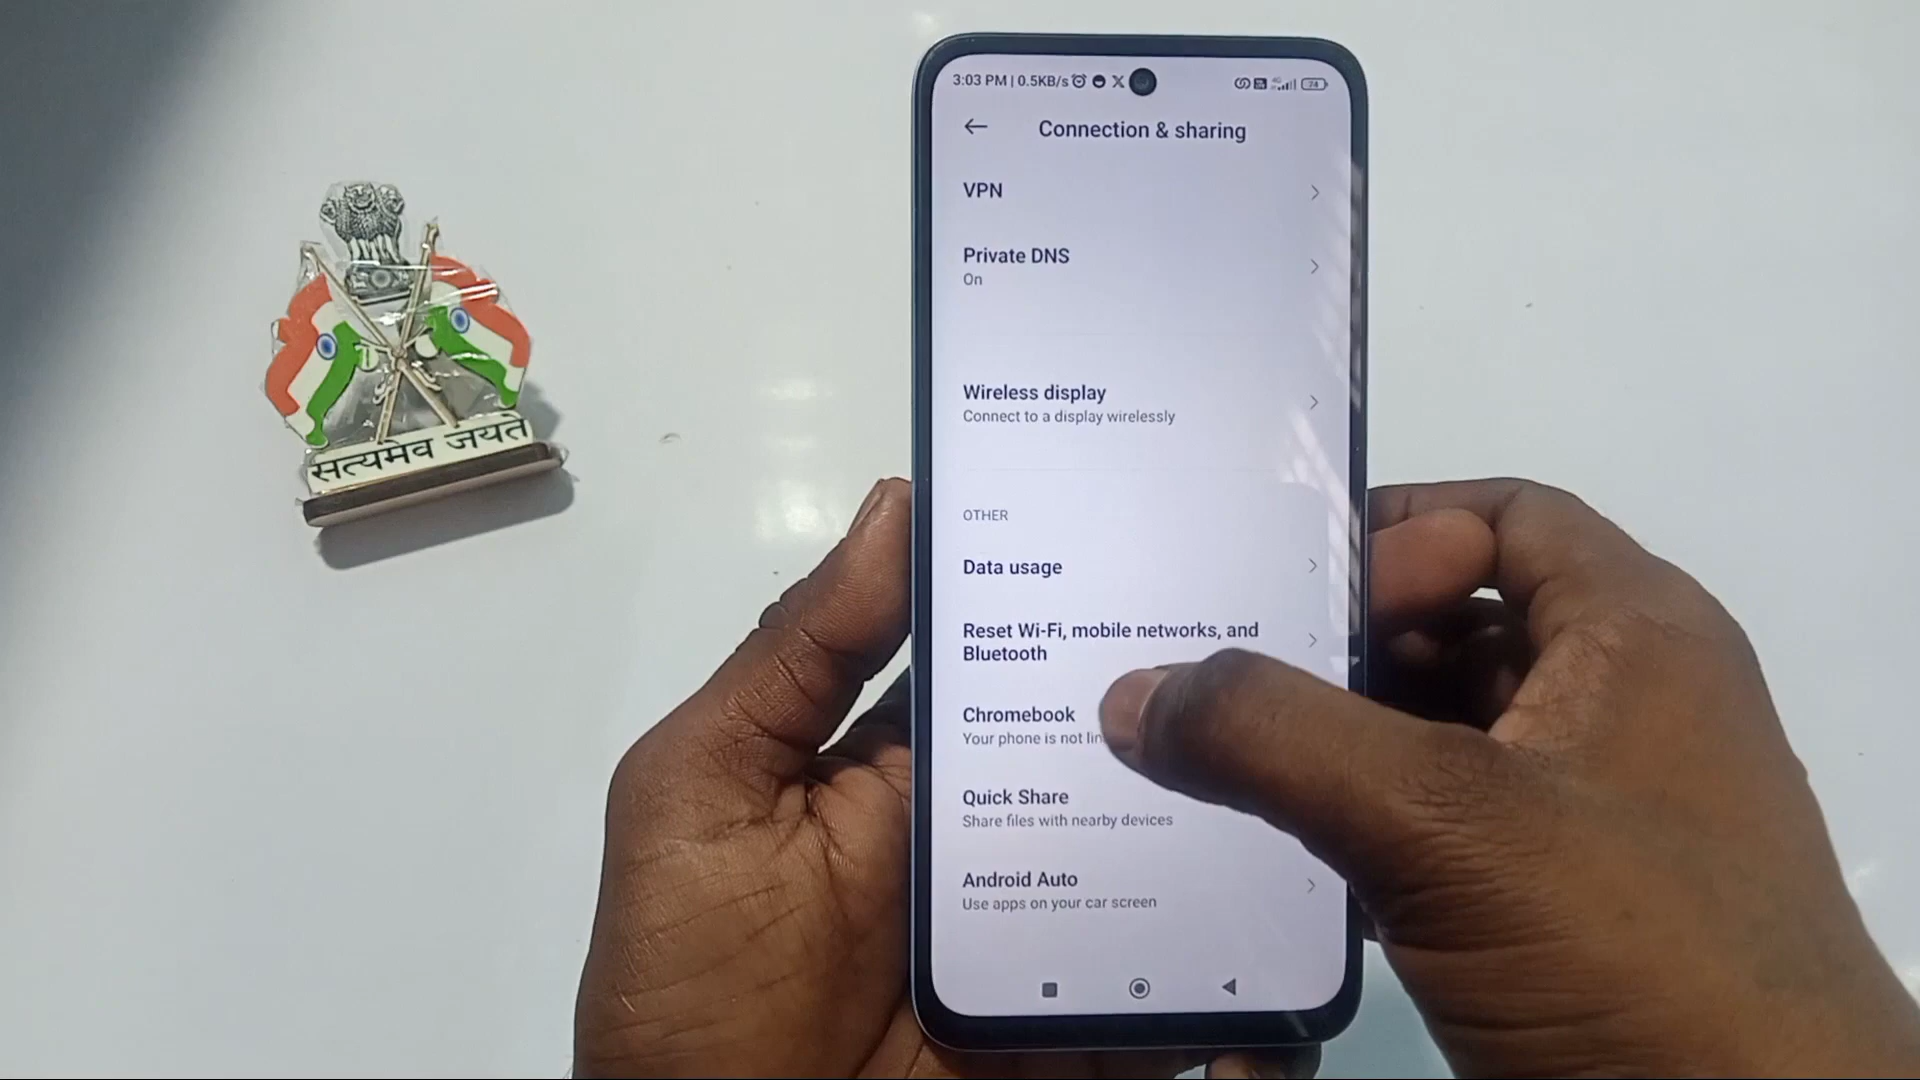 3:03 PM | 0.5KB/s
4G
74
Connection & sharing
VPN
Private DNS
On
Wireless display
Connect to a display wirelessly
OTHER
Data usage
Reset Wi-Fi, mobile networks, and
Bluetooth
Chromebook
Your phone is not
Quick Share
Share files with nearby devices
Android Auto
Use apps on your car screen
सत्यमेव जयते